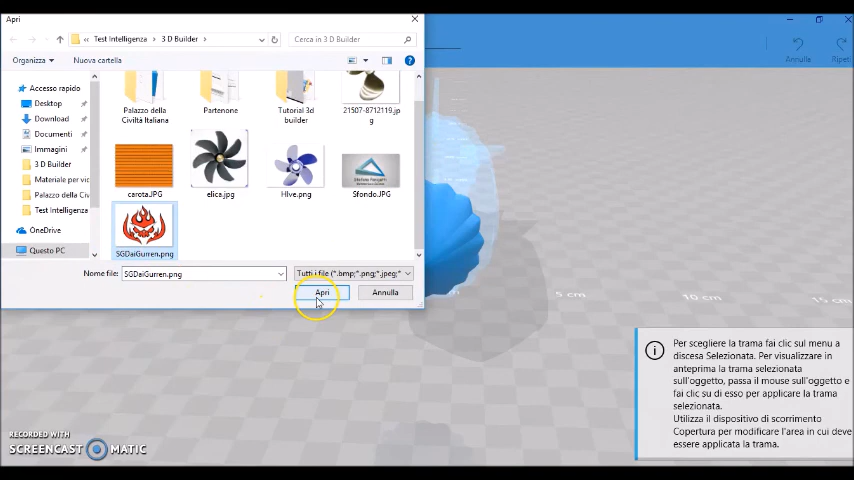 Apri
Test Intelligenza
3 D Builder
Cerca in 3 D Builder
Organizza
Nuova cartella
Annulla
Ripeti
Accesso rapido
Desktop
Download
Documenti
Immagini
3 D Builder
Materiale per vid
Palazzo della Civ
Test Intelligenza
OneDrive
Questo PC
Palazzo della
Civiltà Italiana
Partenone
Tutorial 3d
builder
21507-8712119.jp
g
carota.JPG
elica.jpg
HIve.png
Sfondo.JPG
SGDaiGurren.png
Nome file:
SGDaiGurren.png
Tutti i file (*.bmp;*.png;*.jpeg;*
Apri
Annulla
5 cm
10 cm
15 cm
Per scegliere la trama fai clic sul menu a
discesa Selezionata. Per visualizzare in
anteprima la trama selezionata
sull'oggetto, passa il mouse sull'oggetto e
fai clic su di esso per applicare la trama
selezionata.
Utilizza il dispositivo di scorrimento
Copertura per modificare l'area in cui deve
essere applicata la trama.
RECORDED WITH
SCREENCAST MATIC